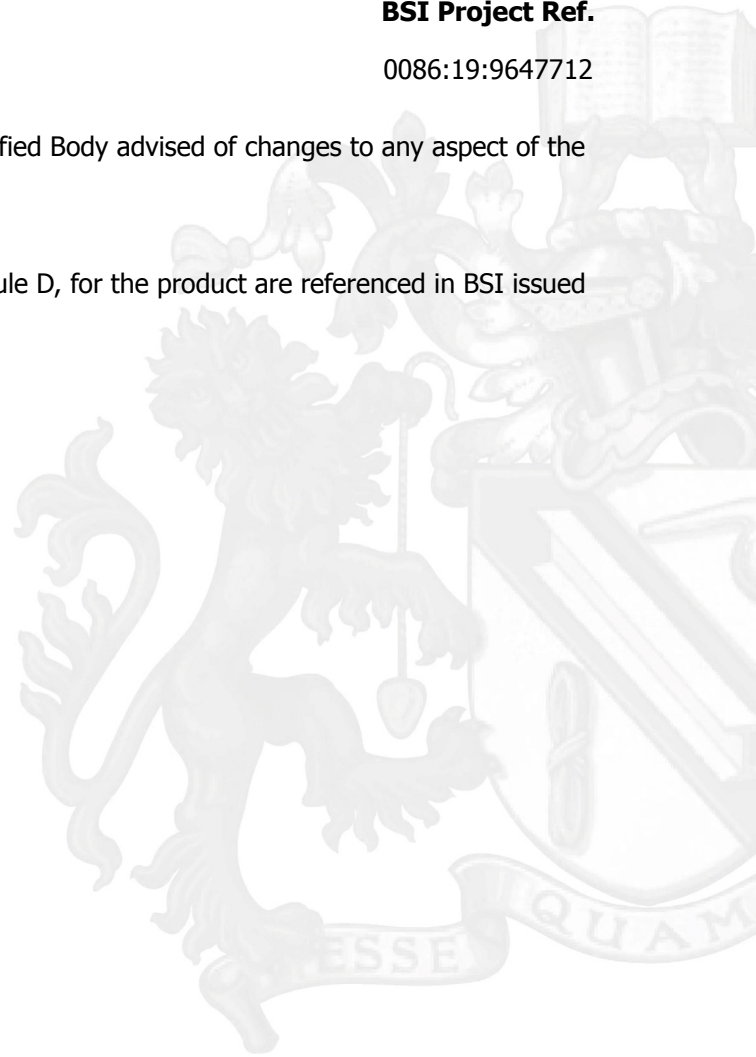 BSI Project Ref.
0086:19:9647712
fied Body advised of changes to any aspect of the
ule D, for the product are referenced in BSI issued
ESSE QUAM